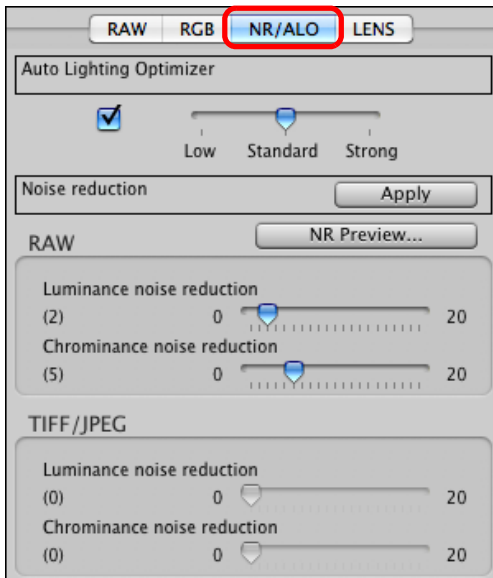 RAW RGB NR/ALO LENS
Auto Lighting Optimizer
Low Standard Strong
Noise reduction Apply
NR Preview...
RAW
Luminance noise reduction
(2) 0 20
Chrominance noise reduction
(5) 0 20
TIFF/JPEG
Luminance noise reduction
(0) 0 20
Chrominance noise reduction
(0) 0 20